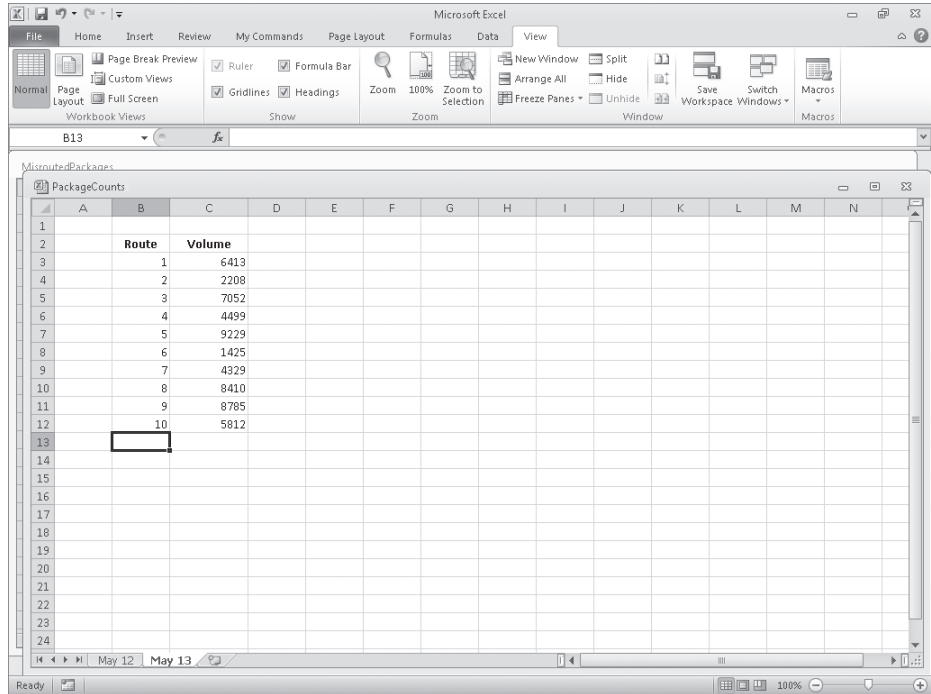 Microsoft Excel
File Home Insert Review My Commands Page Layout Formulas Data View
Normal
Page Layout
Page Break Preview
Custom Views
Full Screen
Workbook Views
Ruler
Formula Bar
Gridlines
Headings
Show
Zoom
100%
Zoom to Selection
Zoom
New Window
Arrange All
Freeze Panes
Split
Hide
Unhide
Save Workspace
Switch Windows
Window
Macros
Macros
B13 fx
MisroutedPackages
PackageCounts
A B C D E F G H I J K L M N
1
2 Route Volume
3 1 6413
4 2 2208
5 3 7052
6 4 4499
7 5 9229
8 6 1425
9 7 4329
10 8 8410
11 9 8785
12 10 5812
13
14
15
16
17
18
19
20
21
22
23
24
May 12 May 13
Ready 100%